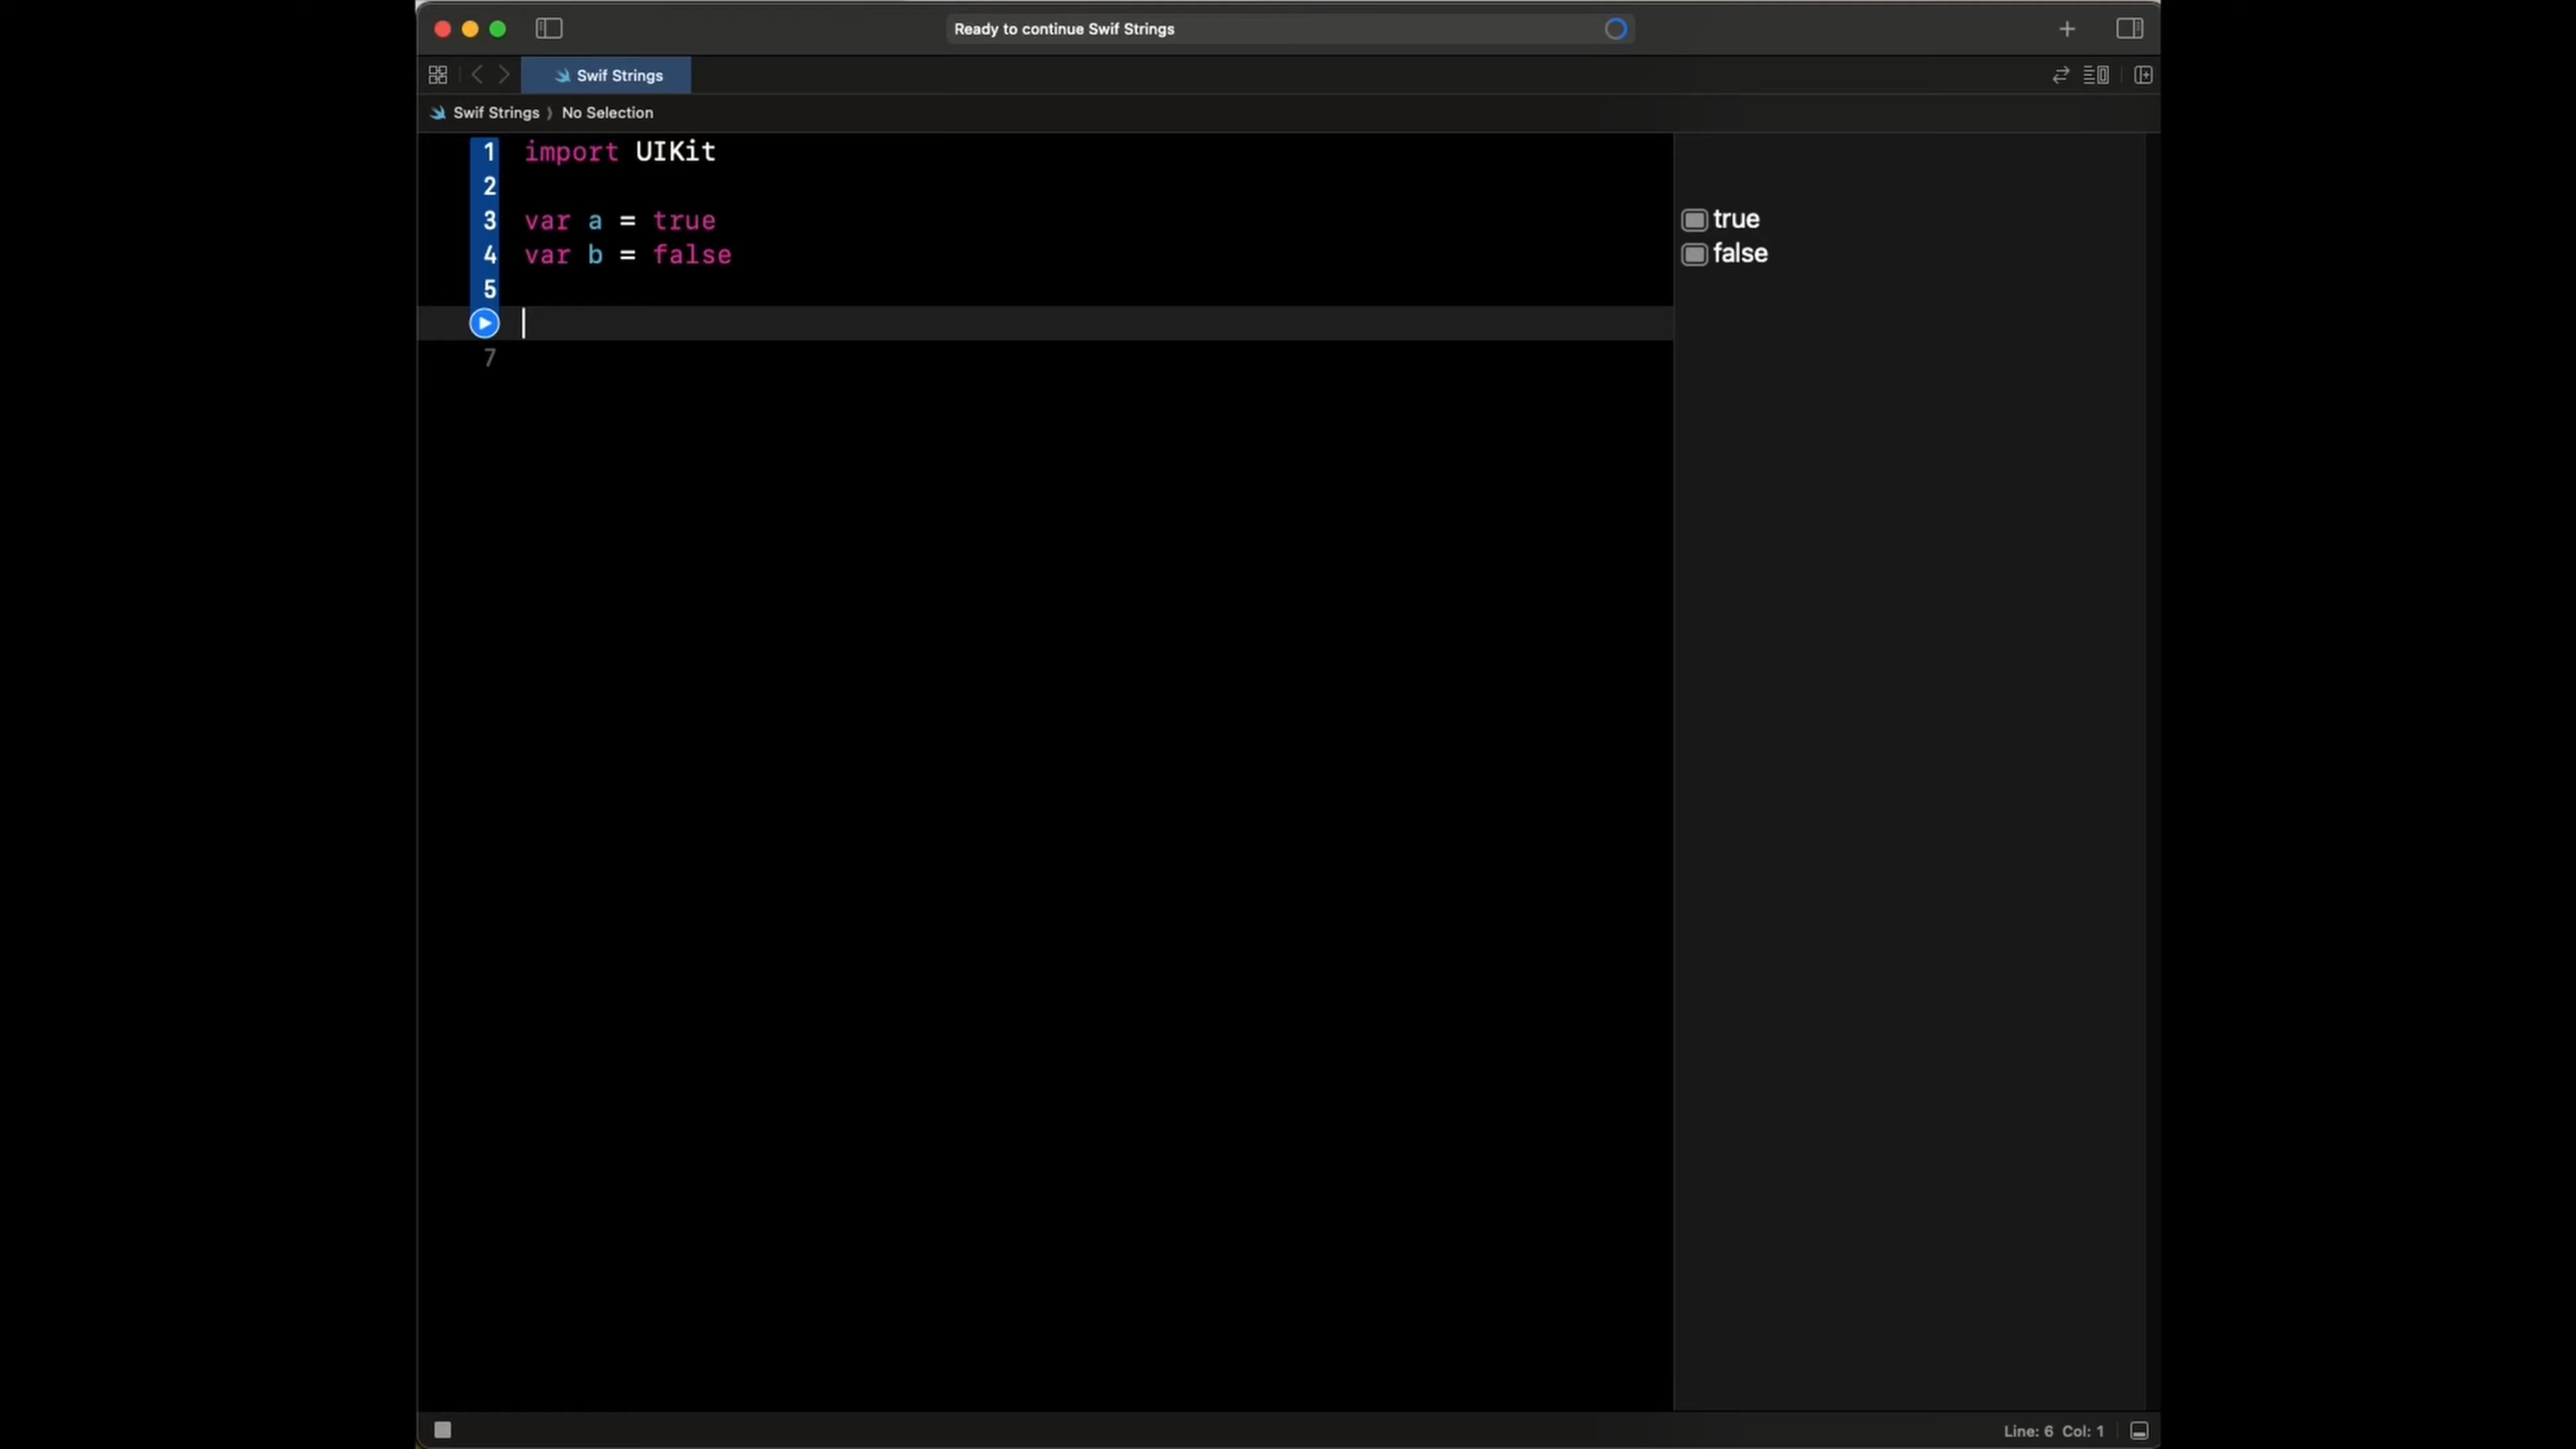 Ready to continue Swif Strings
Swif Strings
Swif Strings ⟩ No Selection
1 import UIKit
2
3 var a = true
true
4 var b = false
false
5
7
Line: 6 Col: 1